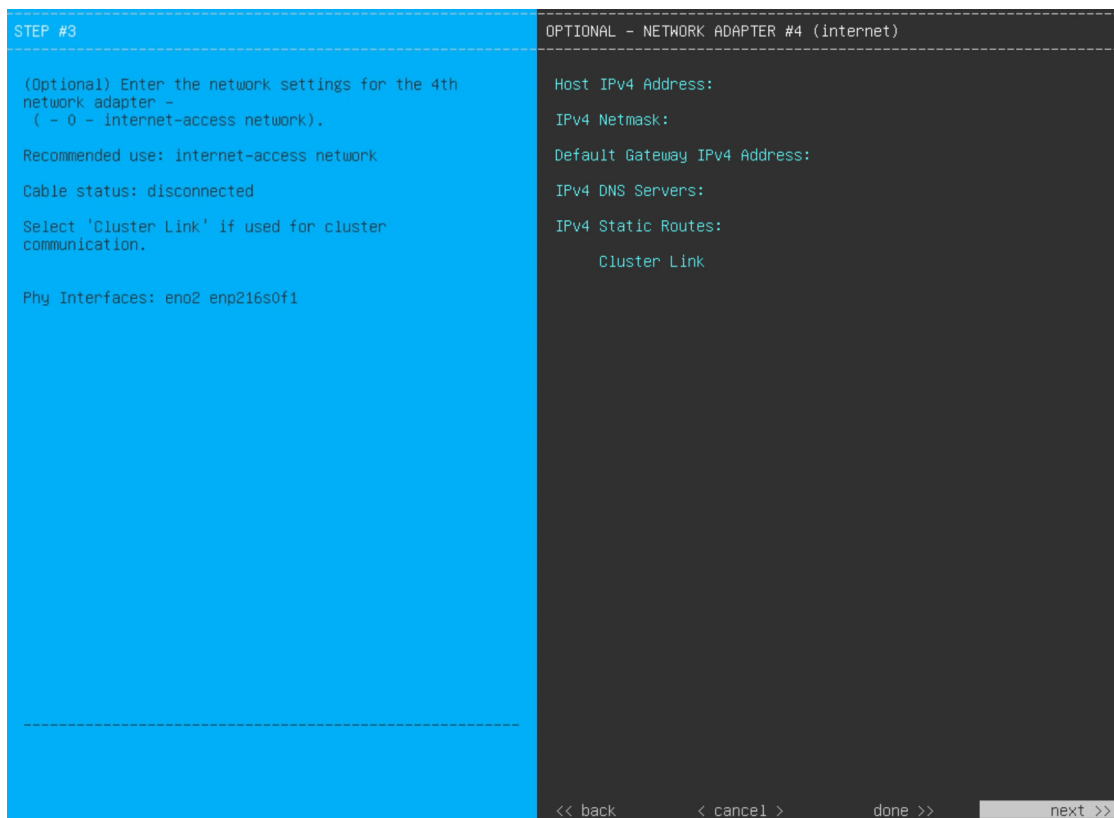 STEP #3
(Optional) Enter the network settings for the 4th
network adapter -
( - 0 - internet-access network).
Recommended use: internet-access network
Cable status: disconnected
Select 'Cluster Link' if used for cluster
communication.
Phy Interfaces: eno2 enp216s0f1
OPTIONAL - NETWORK ADAPTER #4 (internet)
Host IPv4 Address:
IPv4 Netmask:
Default Gateway IPv4 Address:
IPv4 DNS Servers:
IPv4 Static Routes:
Cluster Link
<< back < cancel > done >> next >>